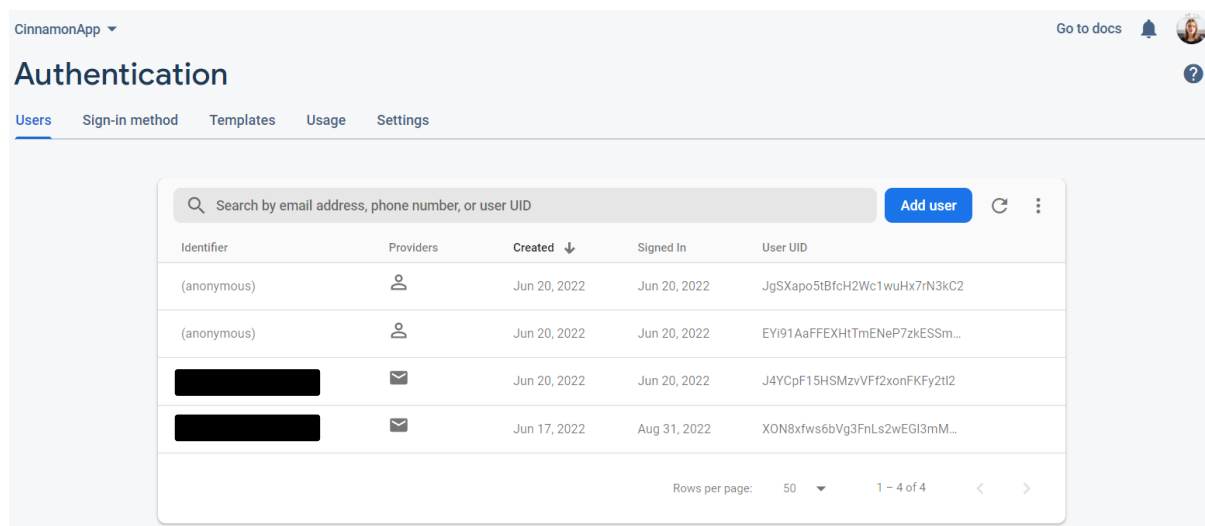 CinnamonApp
Go to docs
Authentication
Users Sign-in method Templates Usage Settings
Search by email address, phone number, or user UID
Add user
Identifier Providers Created Signed In User UID
(anonymous) Jun 20, 2022 Jun 20, 2022 JgSXapo5tBfcH2Wc1wuHx7rN3kC2
(anonymous) Jun 20, 2022 Jun 20, 2022 EYi91AaFFEXHtTmENeP7zkESSm...
Jun 20, 2022 Jun 20, 2022 J4YCpF15HSMzvVFf2xonFKFy2tI2
Jun 17, 2022 Aug 31, 2022 XON8xfws6bVg3FnLs2wEGI3mM...
Rows per page: 50 1 – 4 of 4